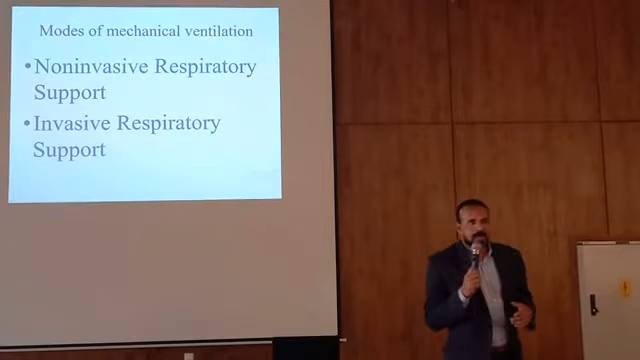 Modes of mechanical ventilation
•Noninvasive Respiratory
Support
•Invasive Respiratory
Support